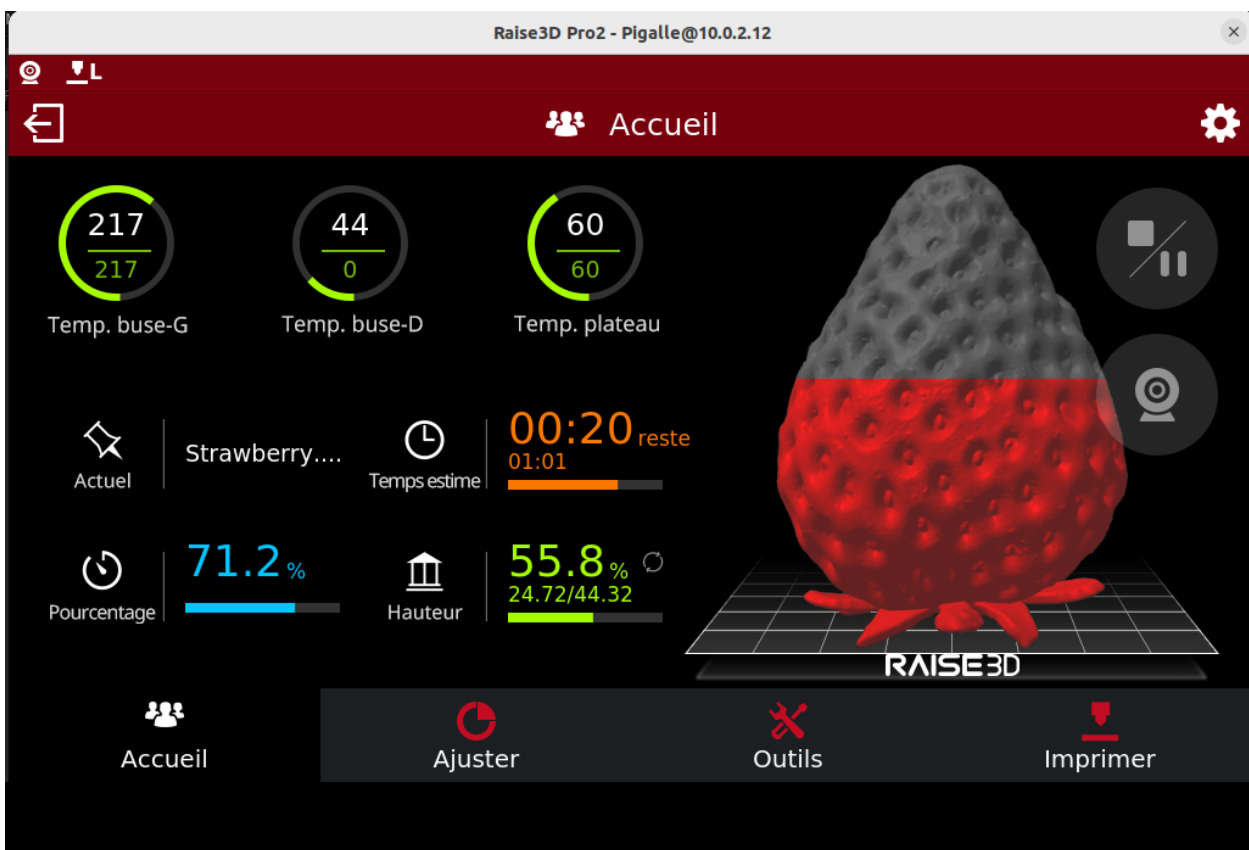 Raise3D Pro2 - Pigalle@10.0.2.12
L
Accueil
217
217
Temp. buse-G
44
0
Temp. buse-D
60
60
Temp. plateau
Actuel
Strawberry....
Temps estime
00:20 reste
01:01
Pourcentage
71.2 %
Hauteur
55.8 %
24.72/44.32
RAISE3D
Accueil
Ajuster
Outils
Imprimer